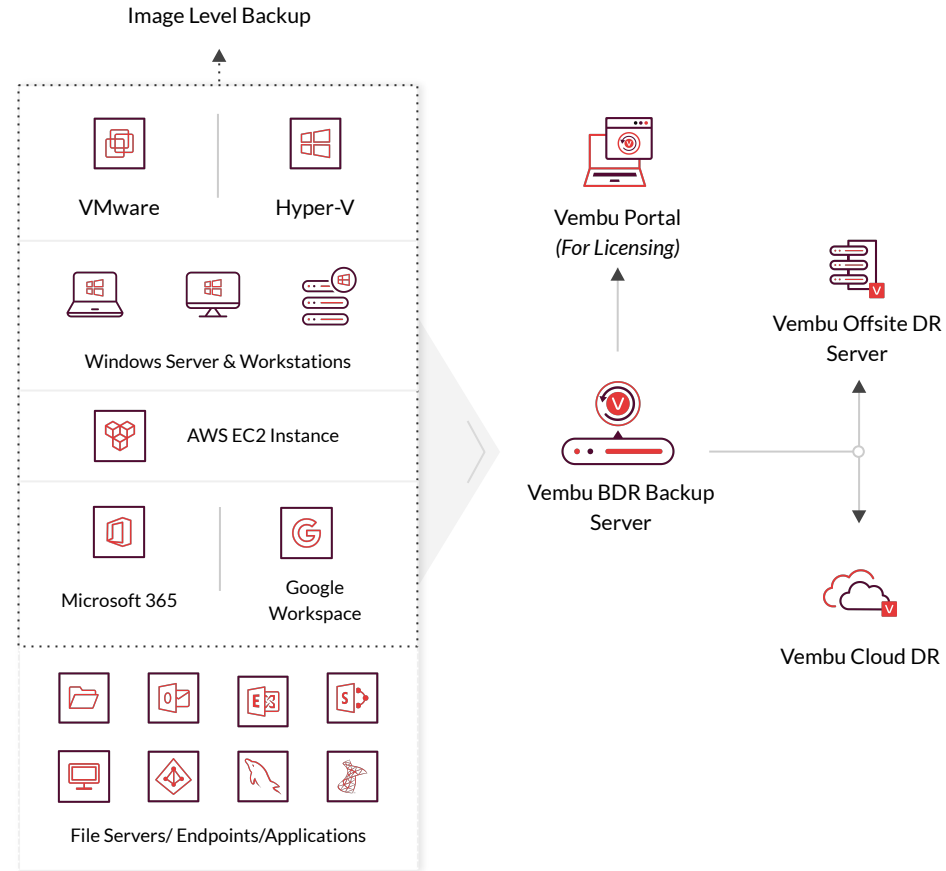 Image Level Backup
VMware
Hyper-V
Windows Server & Workstations
AWS EC2 Instance
Microsoft 365
Google
Workspace
O
E
X
S
File Servers/ Endpoints/Applications
V
Vembu Portal
(For Licensing)
V
Vembu BDR Backup
Server
V
Vembu Offsite DR
Server
V
Vembu Cloud DR